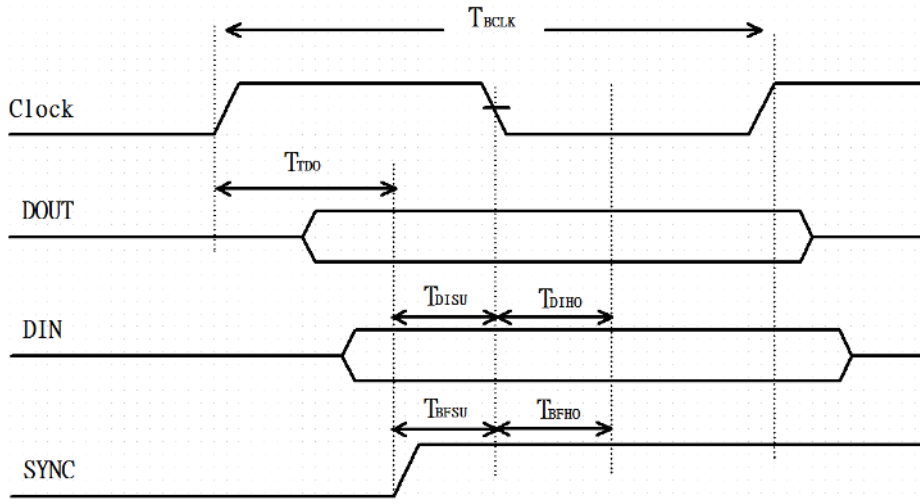 TBCLK
Clock
TTDO
DOUT
TDISU TDIHO
DIN
TBFSU TBFHO
SYNC